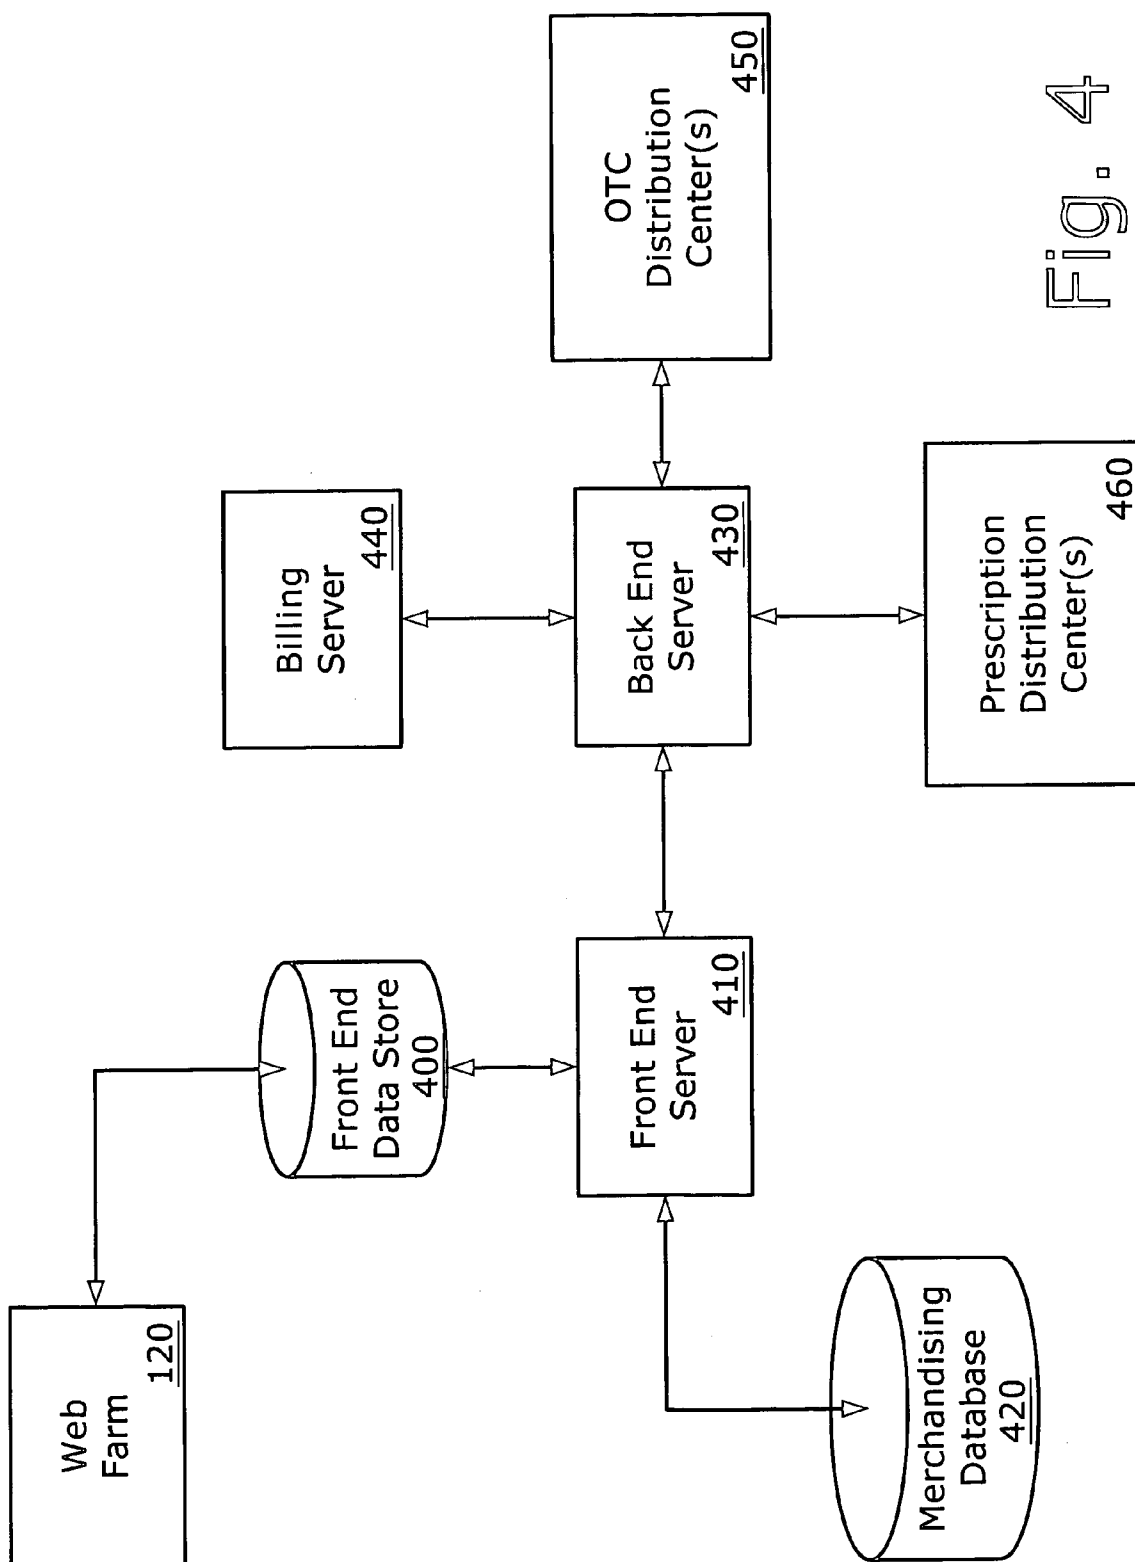 Web
Farm
120
Front End
Data Store
400
Billing
Server
440
Merchandising
Database
420
Front End
Server
410
Back End
Server
430
OTC
Distribution
Center(s)
450
Prescription
Distribution
Center(s)
460
Fig. 4